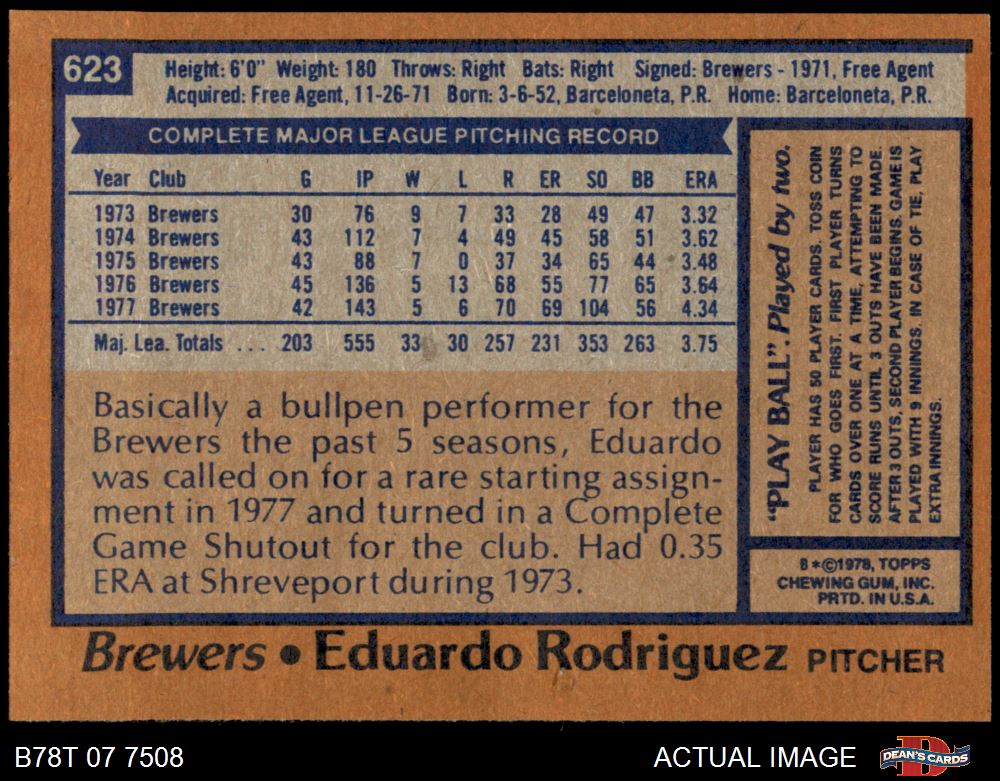 623
Height: 6'0" Weight: 180 Throws: Right Bats: Right Signed: Brewers - 1971, Free Agent
Acquired: Free Agent, 11-26-71 Born: 3-6-52, Barceloneta, P.R. Home: Barceloneta, P.R.
COMPLETE MAJOR LEAGUE PITCHING RECORD
Year Club G IP W L R ER SO BB ERA
1973 Brewers 30 76 9 7 33 28 49 47 3.32
1974 Brewers 43 112 7 4 49 45 58 51 3.62
1975 Brewers 43 88 7 0 37 34 65 44 3.48
1976 Brewers 45 136 5 13 68 55 77 65 3.64
1977 Brewers 42 143 5 6 70 69 104 56 4.34
Maj. Lea. Totals ... 203 555 33 30 257 231 353 263 3.75
Basically a bullpen performer for the
Brewers the past 5 seasons, Eduardo
was called on for a rare starting assign-
ment in 1977 and turned in a Complete
Game Shutout for the club. Had 0.35
ERA at Shreveport during 1973.
"PLAY BALL". Played by two.
PLAYER HAS 50 PLAYER CARDS. TOSS COIN
FOR WHO GOES FIRST. FIRST PLAYER TURNS
CARDS OVER ONE AT A TIME, ATTEMPTING TO
SCORE RUNS UNTIL 3 OUTS HAVE BEEN MADE.
AFTER 3 OUTS, SECOND PLAYER BEGINS. GAME IS
PLAYED WITH 9 INNINGS. IN CASE OF TIE, PLAY
EXTRA INNINGS.
B*©1978, TOPPS
CHEWING GUM, INC.
PRTD. IN U.S.A.
Brewers • Eduardo Rodriguez PITCHER
B78T 07 7508
ACTUAL IMAGE
DEAN'S CARDS